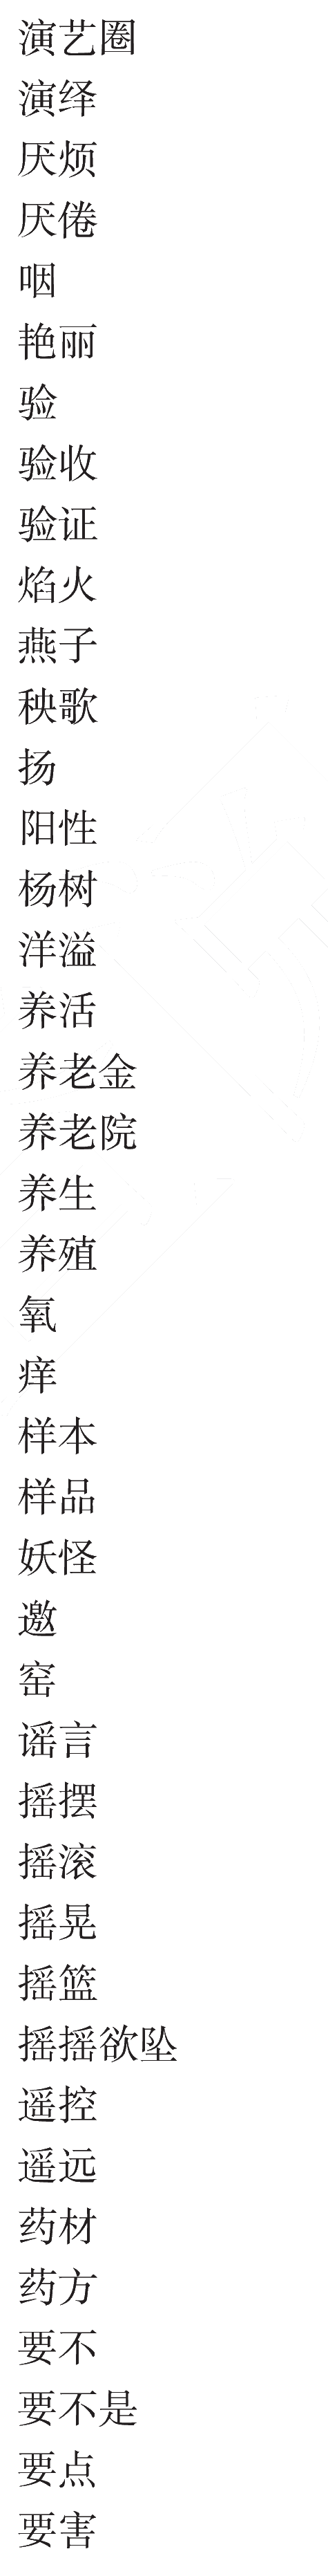 演艺圈
演绎
厌烦
厌倦
咽
艳丽
验
验收
验证
焰火
燕子
秧歌
扬
阳性
杨树
洋溢
养活
养老金
养老院
养生
养殖
氧
痒
样本
样品
妖怪
邀
窑
谣言
摇摆
摇滚
摇晃
摇篮
摇摇欲坠
遥控
遥远
药材
药方
要不
要不是
要点
要害